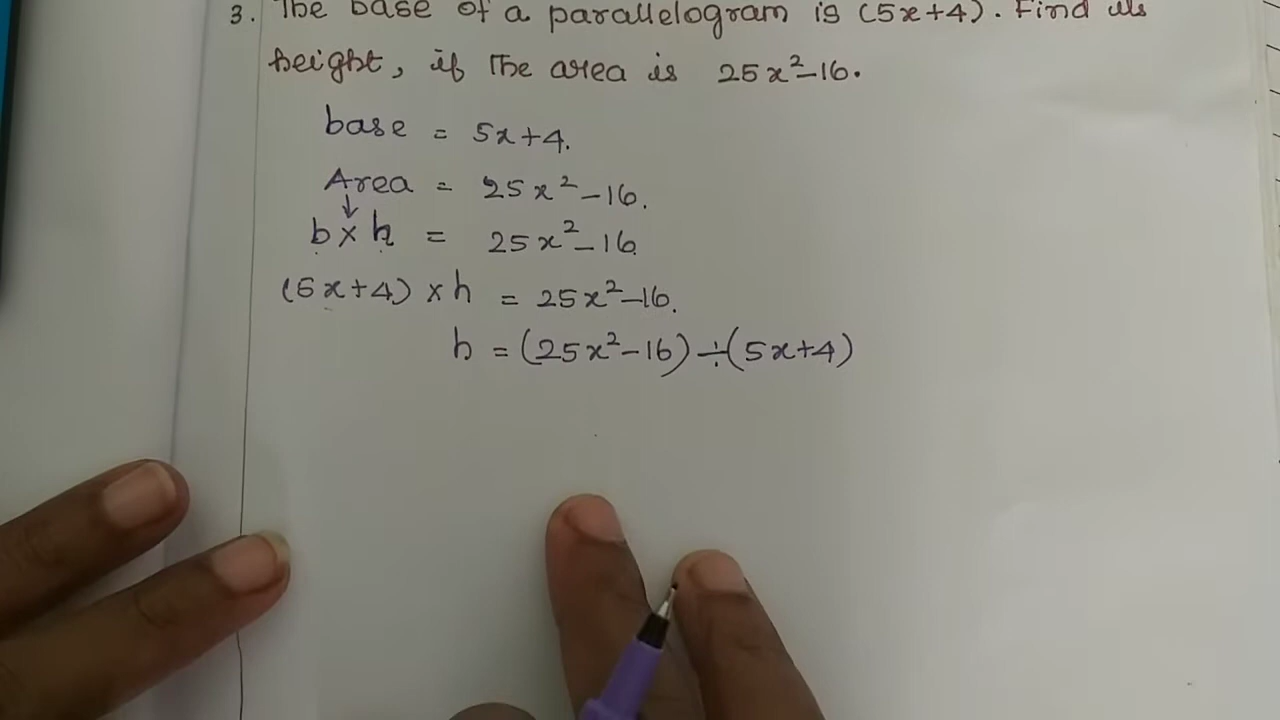 3. The base of a parallelogram is (5x+4). Find its
height, if the area is 25x²-16.
base = 5x+4.
Area = 25x²-16.
↓
b × h = 25x²-16
(5x+4) × h = 25x²-16.
h = (25x²-16) ÷ (5x+4)